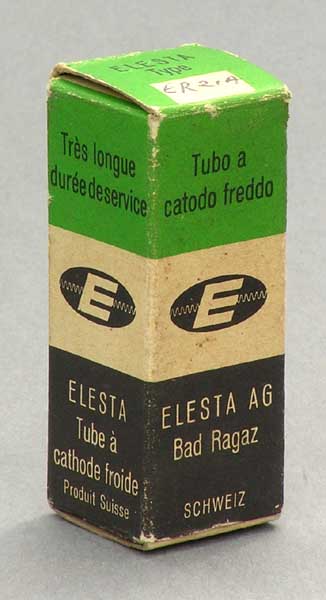 ELESTA
Type
ER2.4
Très longue
durée de service
E
ELESTA
Tube à
cathode froide
Produit Suisse
Tubo a
catodo freddo
E
ELESTA AG
Bad Ragaz
SCHWEIZ